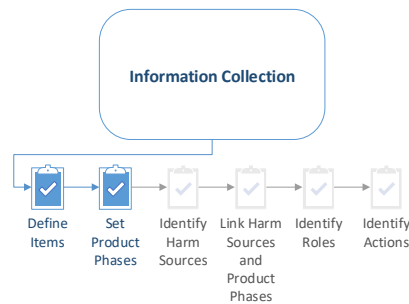 Information Collection
Define
Items
Set
Product
Phases
Identify
Harm
Sources
Link Harm
Sources
and
Product
Phases
Identify
Roles
Identify
Actions